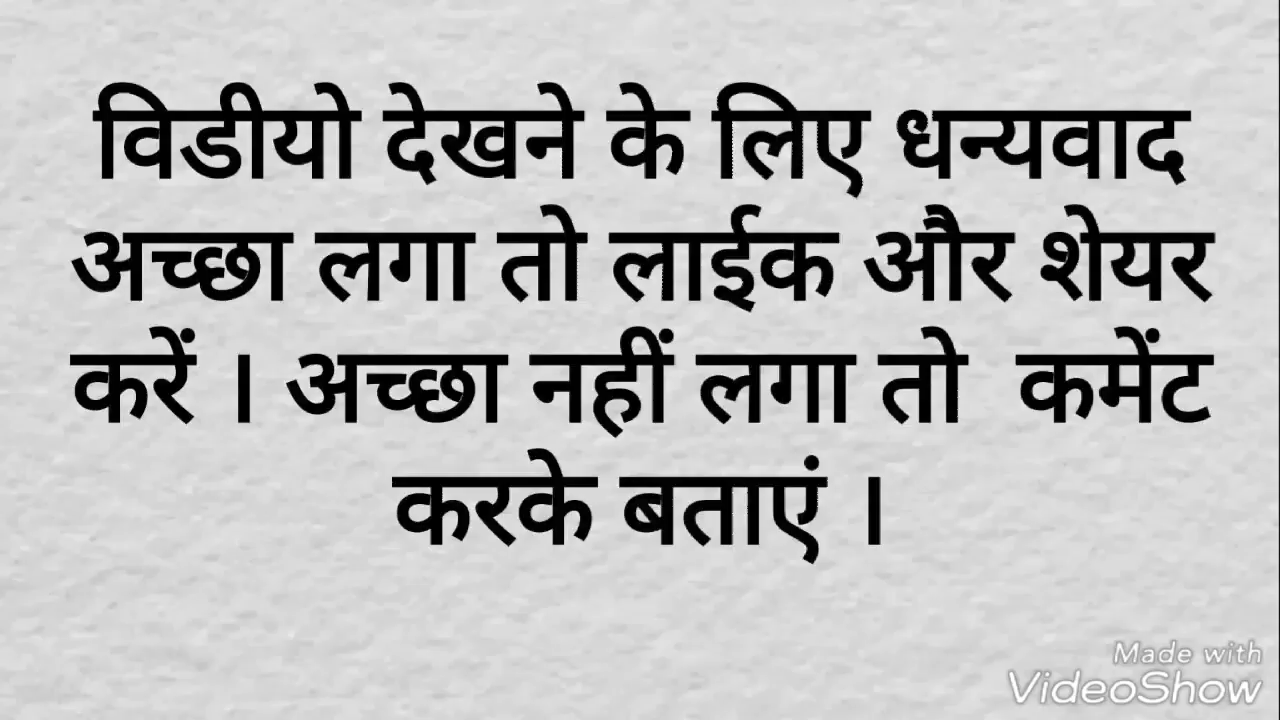 विडीयो देखने के लिए धन्यवाद
अच्छा लगा तो लाईक और शेयर
करें । अच्छा नहीं लगा तो कमेंट
करके बताएं ।
Made with
VideoShow